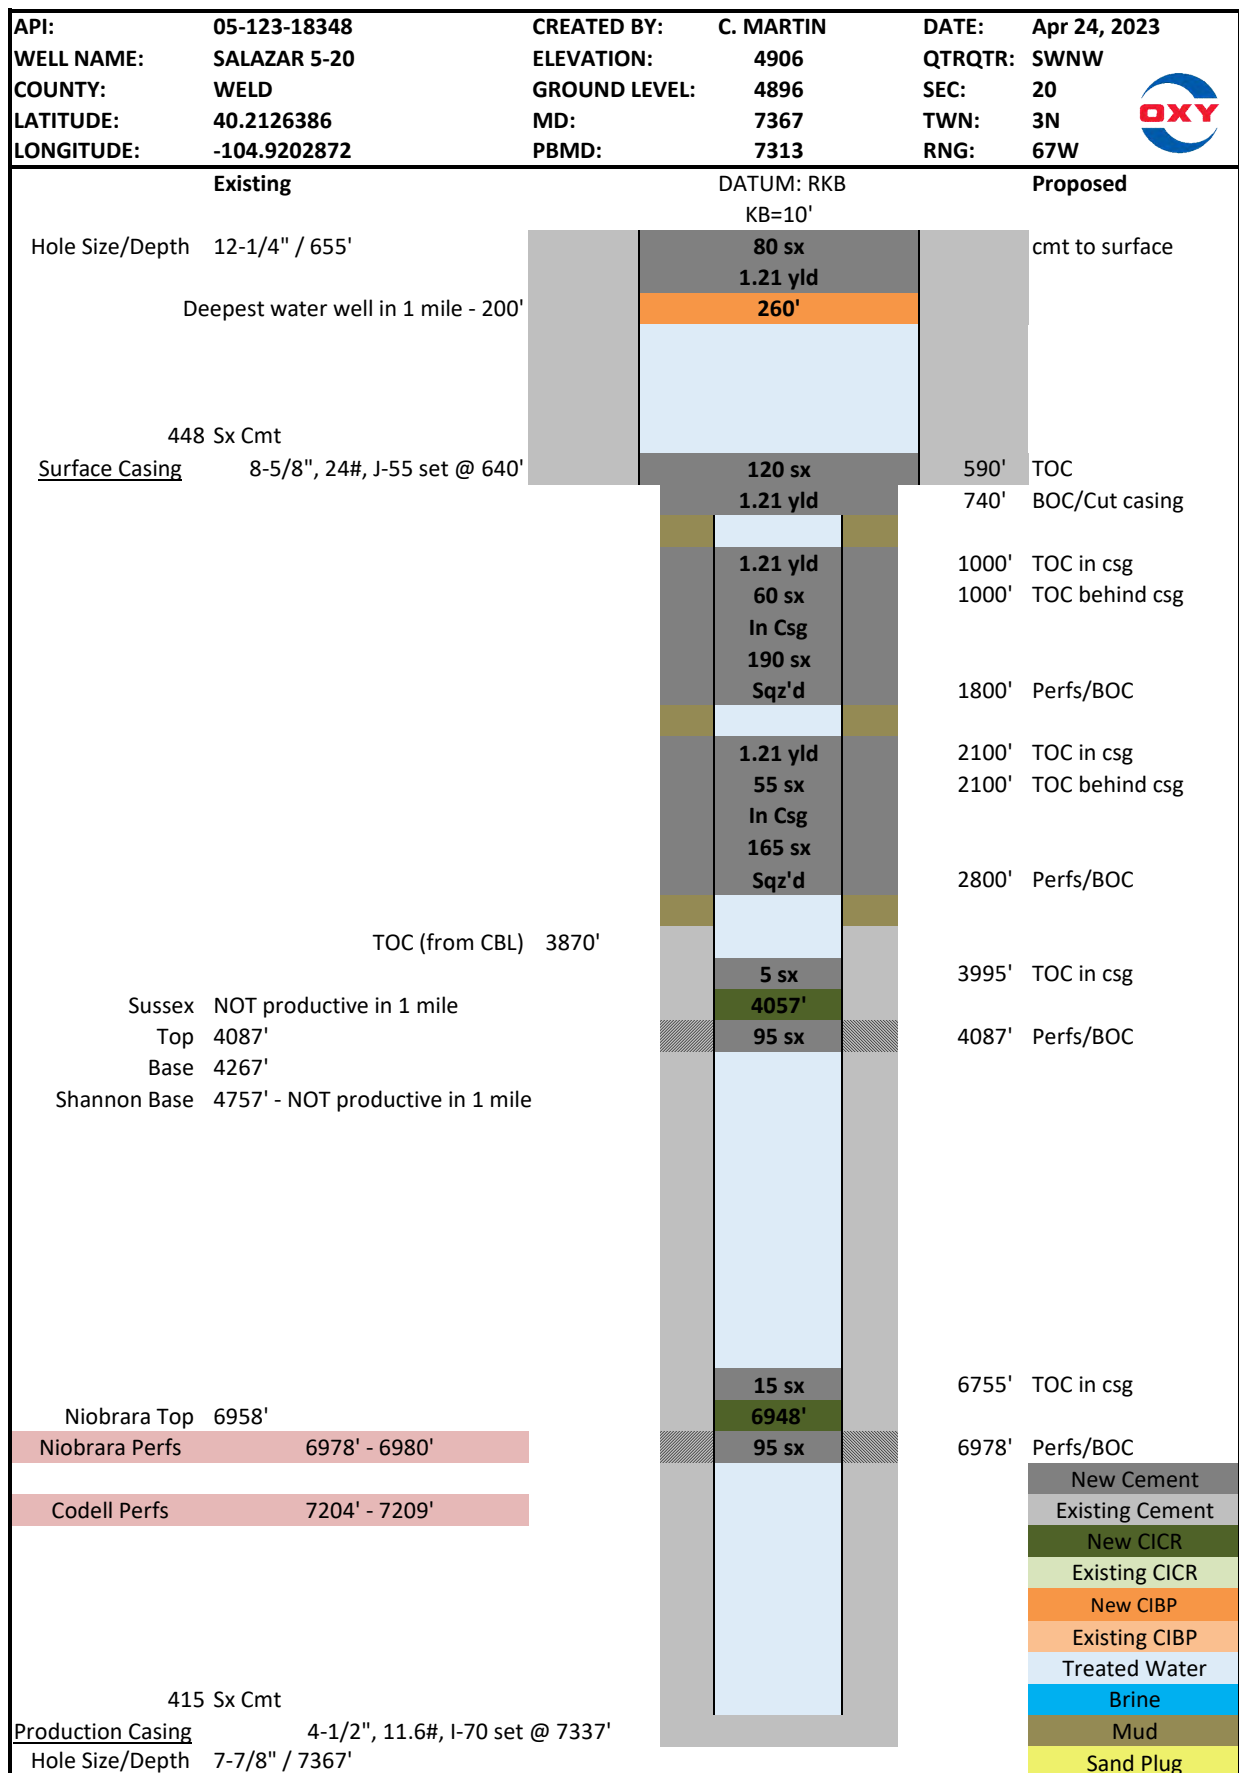 API: 05-123-18348 CREATED BY: C. MARTIN DATE: Apr 24, 2023
WELL NAME: SALAZAR 5-20 ELEVATION: 4906 QTRQTR: SWNW
COUNTY: WELD GROUND LEVEL: 4896 SEC: 20
LATITUDE: 40.2126386 MD: 7367 TWN: 3N
LONGITUDE: -104.9202872 PBMD: 7313 RNG: 67W
OXY
Existing DATUM: RKB Proposed
KB=10'
Hole Size/Depth 12-1/4" / 655' 80 sx cmt to surface
1.21 yld
Deepest water well in 1 mile - 200' 260'
448 Sx Cmt
Surface Casing 8-5/8", 24#, J-55 set @ 640' 120 sx 590' TOC
1.21 yld 740' BOC/Cut casing
1.21 yld 1000' TOC in csg
60 sx 1000' TOC behind csg
In Csg
190 sx
Sqz'd 1800' Perfs/BOC
1.21 yld 2100' TOC in csg
55 sx 2100' TOC behind csg
In Csg
165 sx
Sqz'd 2800' Perfs/BOC
TOC (from CBL) 3870'
5 sx 3995' TOC in csg
Sussex NOT productive in 1 mile 4057'
Top 4087' 95 sx 4087' Perfs/BOC
Base 4267'
Shannon Base 4757' - NOT productive in 1 mile
15 sx 6755' TOC in csg
Niobrara Top 6958' 6948'
Niobrara Perfs 6978' - 6980' 95 sx 6978' Perfs/BOC
New Cement
Codell Perfs 7204' - 7209' Existing Cement
New CICR
Existing CICR
New CIBP
Existing CIBP
Treated Water
415 Sx Cmt Brine
Production Casing 4-1/2", 11.6#, I-70 set @ 7337' Mud
Hole Size/Depth 7-7/8" / 7367' Sand Plug